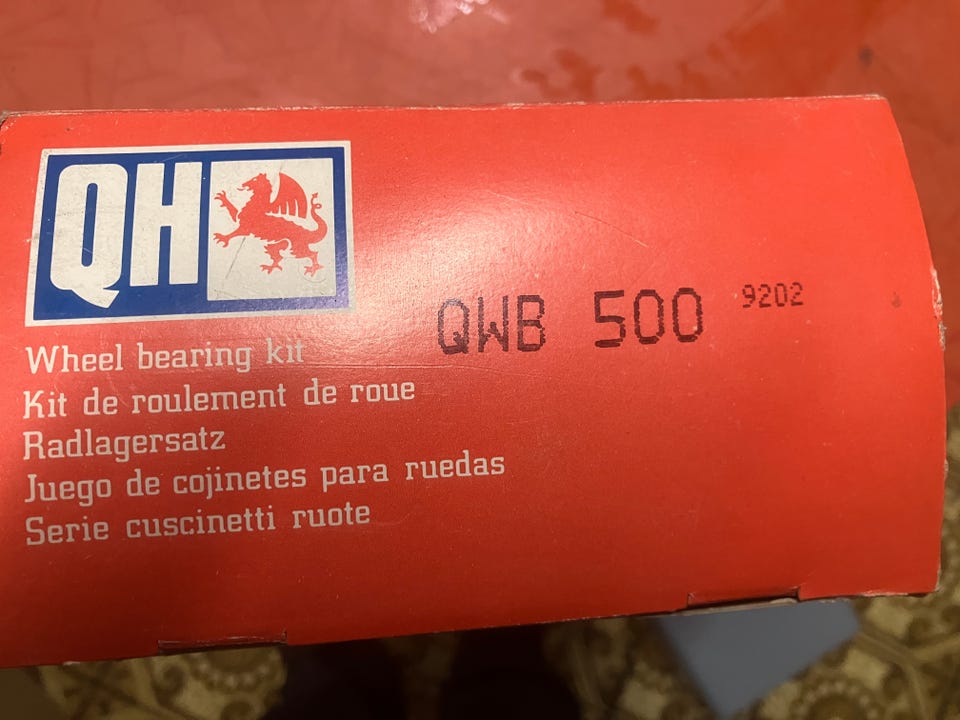 QH
QWB 500 9202
Wheel bearing kit
Kit de roulement de roue
Radlagersatz
Juego de cojinetes para ruedas
Serie cuscinetti ruote